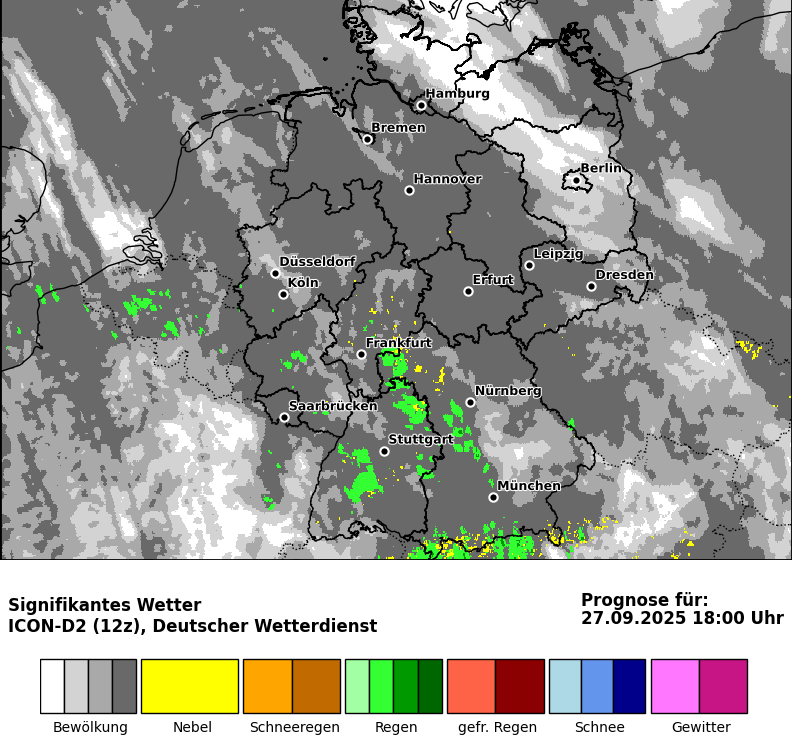 Hamburg
Bremen
Berlin
Hannover
Leipzig
Düsseldorf
Dresden
Köln
Erfurt
Frankfurt
Nürnberg
Saarbrücken
Stuttgart
München
Signifikantes Wetter
ICON-D2 (12z), Deutscher Wetterdienst
Prognose für:
27.09.2025 18:00 Uhr
Bewölkung Nebel Schneeregen Regen gefr. Regen Schnee Gewitter